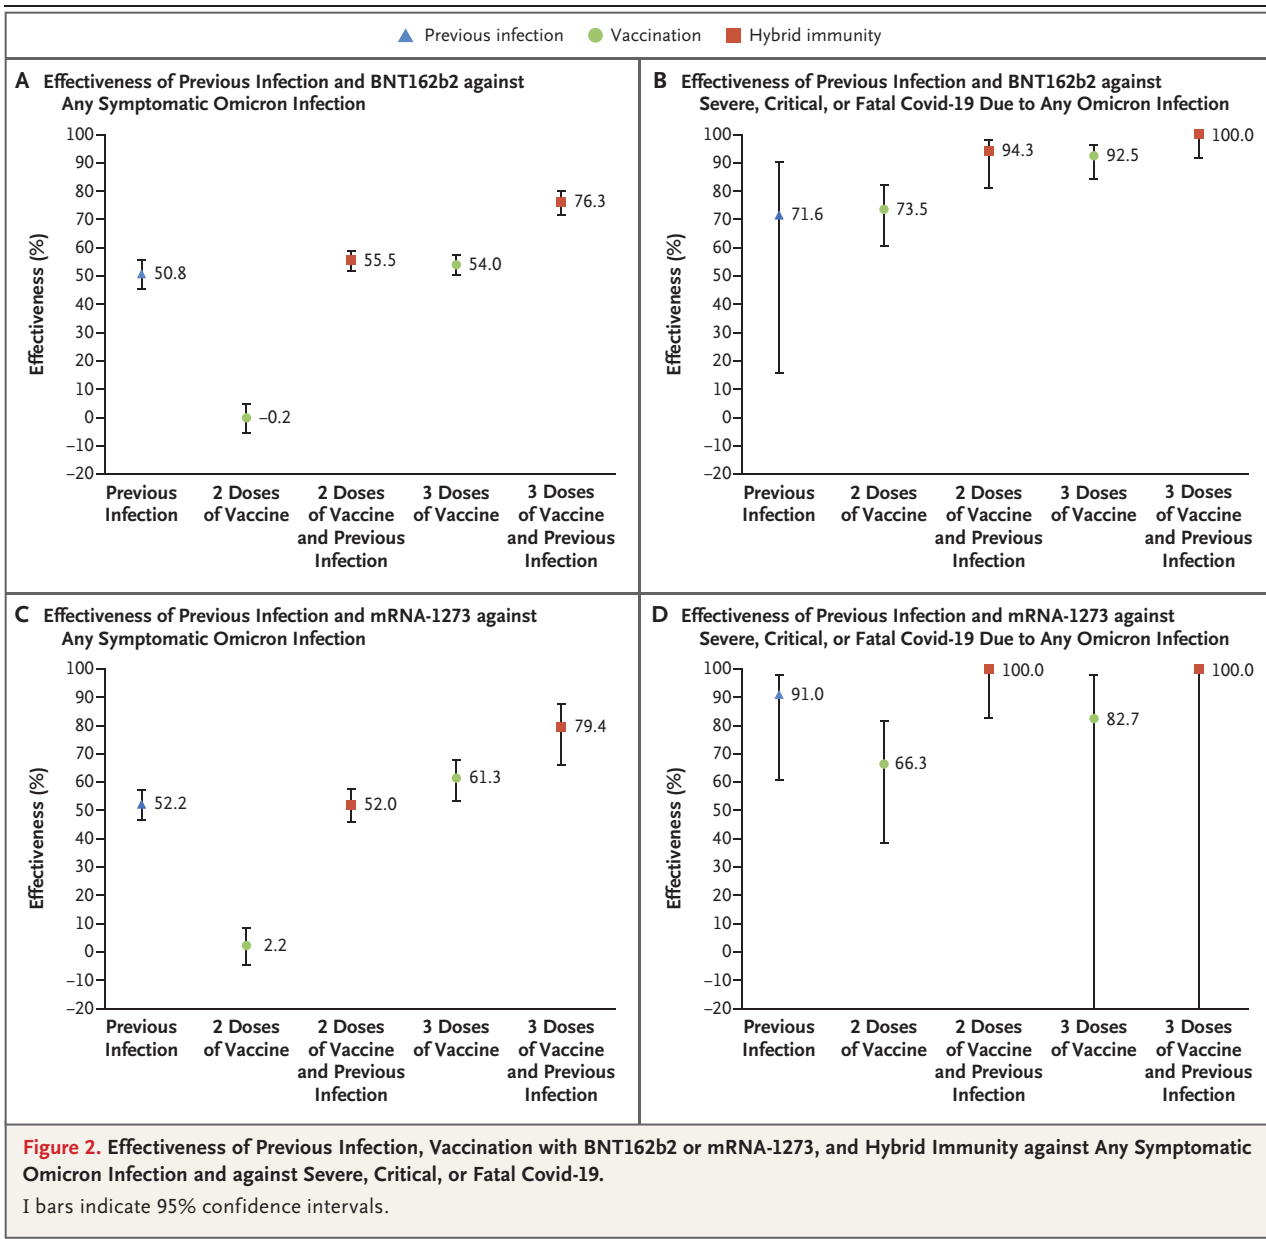 Previous infection Vaccination Hybrid immunity
A Effectiveness of Previous Infection and BNT162b2 against
Any Symptomatic Omicron Infection
Effectiveness (%)
100
90
80
70
60
50
40
30
20
10
0
–10
–20
50.8
–0.2
55.5
54.0
76.3
Previous
Infection
2 Doses
of Vaccine
2 Doses
of Vaccine
and Previous
Infection
3 Doses
of Vaccine
3 Doses
of Vaccine
and Previous
Infection
B Effectiveness of Previous Infection and BNT162b2 against
Severe, Critical, or Fatal Covid-19 Due to Any Omicron Infection
Effectiveness (%)
100
90
80
70
60
50
40
30
20
10
0
–10
–20
71.6
73.5
94.3
92.5
100.0
Previous
Infection
2 Doses
of Vaccine
2 Doses
of Vaccine
and Previous
Infection
3 Doses
of Vaccine
3 Doses
of Vaccine
and Previous
Infection
C Effectiveness of Previous Infection and mRNA-1273 against
Any Symptomatic Omicron Infection
Effectiveness (%)
100
90
80
70
60
50
40
30
20
10
0
–10
–20
52.2
2.2
52.0
61.3
79.4
Previous
Infection
2 Doses
of Vaccine
2 Doses
of Vaccine
and Previous
Infection
3 Doses
of Vaccine
3 Doses
of Vaccine
and Previous
Infection
D Effectiveness of Previous Infection and mRNA-1273 against
Severe, Critical, or Fatal Covid-19 Due to Any Omicron Infection
Effectiveness (%)
100
90
80
70
60
50
40
30
20
10
0
–10
–20
91.0
66.3
100.0
82.7
100.0
Previous
Infection
2 Doses
of Vaccine
2 Doses
of Vaccine
and Previous
Infection
3 Doses
of Vaccine
3 Doses
of Vaccine
and Previous
Infection
Figure 2. Effectiveness of Previous Infection, Vaccination with BNT162b2 or mRNA-1273, and Hybrid Immunity against Any Symptomatic
Omicron Infection and against Severe, Critical, or Fatal Covid-19.
I bars indicate 95% confidence intervals.